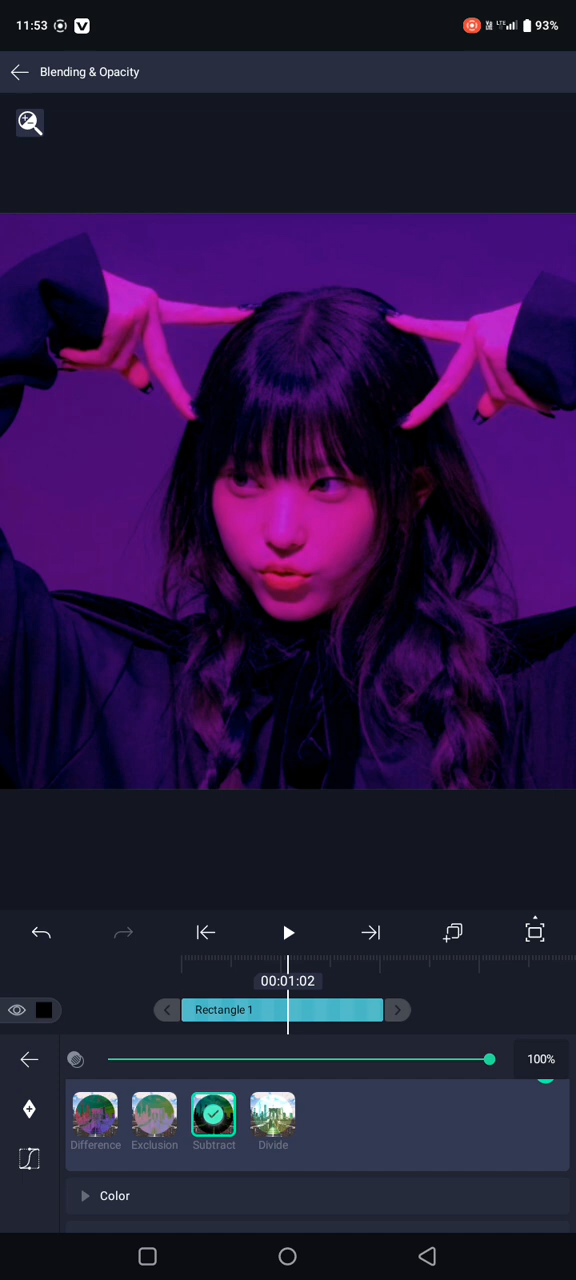 11:53
93%
Blending & Opacity
00:01:02
Rectangle 1
100%
Difference Exclusion Subtract Divide
Color